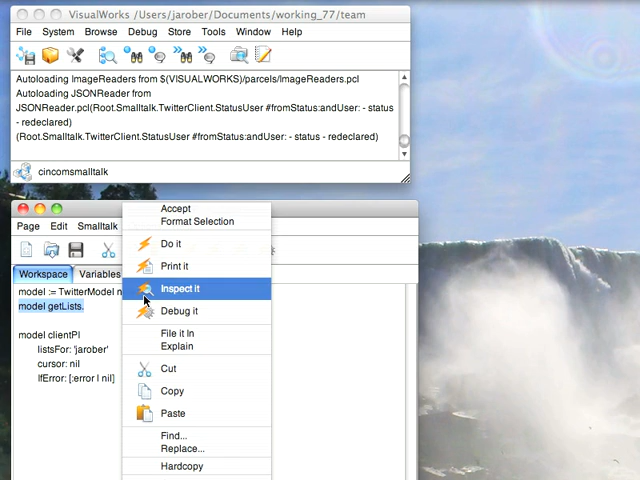 VisualWorks /Users/jarober/Documents/working_77/team
File System Browse Debug Store Tools Window Help
Autoloading ImageReaders from $(VISUALWORKS)/parcels/ImageReaders.pcl
Autoloading JSONReader from
JSONReader.pcl(Root.Smalltalk.TwitterClient.StatusUser #fromStatus:andUser: - status
- redeclared)
(Root.Smalltalk.TwitterClient.StatusUser #fromStatus:andUser: - status - redeclared)
cincomsmalltalk
Page Edit Smalltalk
Workspace Variables
model := TwitterModel n
model getLists.
model clientPl
listsFor: 'jarober'
cursor: nil
ifError: [:error | nil]
Accept
Format Selection
Do it
Print it
Inspect it
Debug it
File it In
Explain
Cut
Copy
Paste
Find...
Replace...
Hardcopy